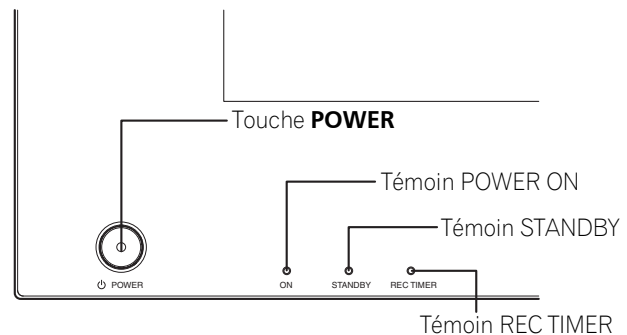 Touche POWER
Témoin POWER ON
Témoin STANDBY
POWER
ON
STANDBY
REC TIMER
Témoin REC TIMER